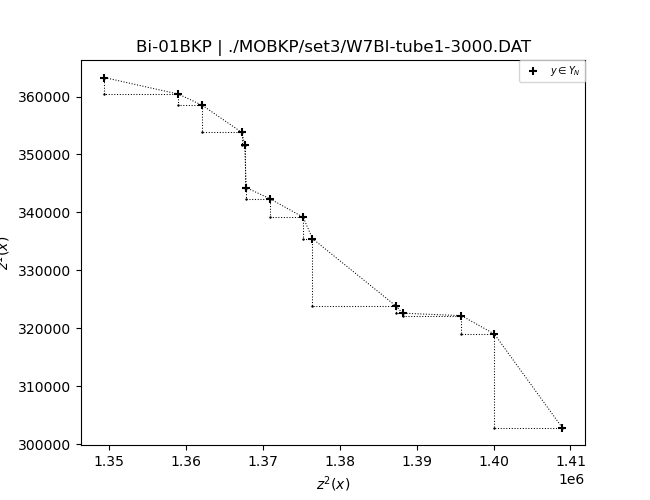 Bi-01BKP | ./MOBKP/set3/W7BI-tube1-3000.DAT
y ∈ Y_N
360000
350000
340000
330000
320000
310000
300000
1.35 1.36 1.37 1.38 1.39 1.40 1.41
1e6
z²(x)